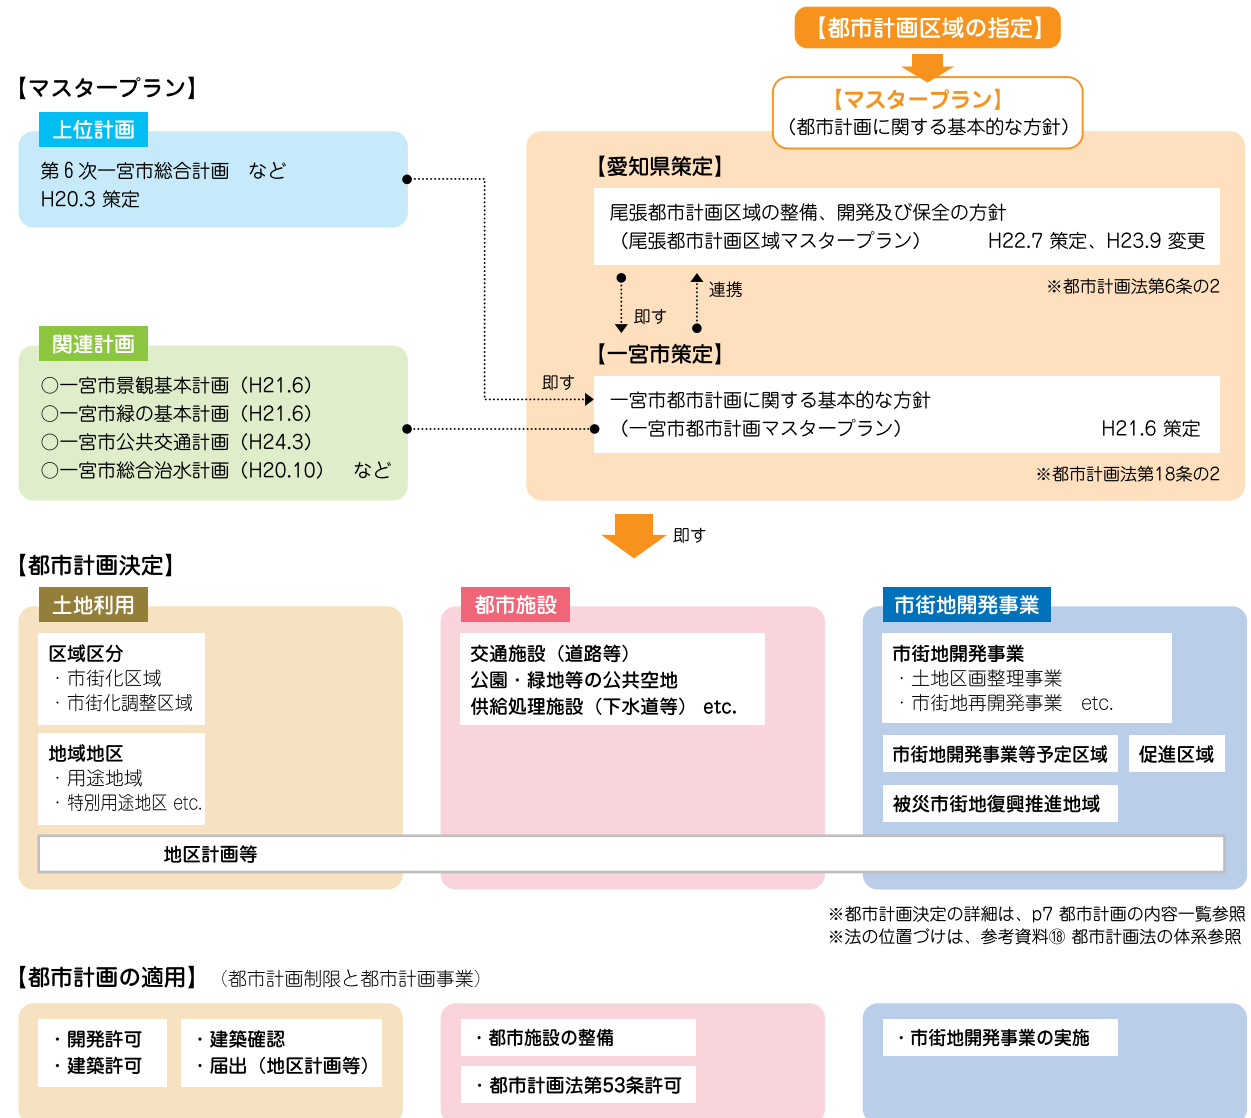 【都市計画区域の指定】
【マスタープラン】
（都市計画に関する基本的な方針）
【マスタープラン】
上位計画
第６次一宮市総合計画　など
H20.3 策定
関連計画
○一宮市景観基本計画（H21.6）
○一宮市緑の基本計画（H21.6）
○一宮市公共交通計画（H24.3）
○一宮市総合治水計画（H20.10）　など
【愛知県策定】
尾張都市計画区域の整備、開発及び保全の方針
（尾張都市計画区域マスタープラン）　H22.7 策定、H23.9 変更
※都市計画法第6条の2
即す
連携
【一宮市策定】
即す
一宮市都市計画に関する基本的な方針
（一宮市都市計画マスタープラン）　H21.6 策定
※都市計画法第18条の2
即す
【都市計画決定】
土地利用
区域区分
・市街化区域
・市街化調整区域
地域地区
・用途地域
・特別用途地区 etc.
都市施設
交通施設（道路等）
公園・緑地等の公共空地
供給処理施設（下水道等） etc.
市街地開発事業
市街地開発事業
・土地区画整理事業
・市街地再開発事業　etc.
市街地開発事業等予定区域
促進区域
被災市街地復興推進地域
地区計画等
※都市計画決定の詳細は、p7 都市計画の内容一覧参照
※法の位置づけは、参考資料⑱ 都市計画法の体系参照
【都市計画の適用】（都市計画制限と都市計画事業）
・開発許可
・建築許可
・建築確認
・届出（地区計画等）
・都市施設の整備
・都市計画法第53条許可
・市街地開発事業の実施